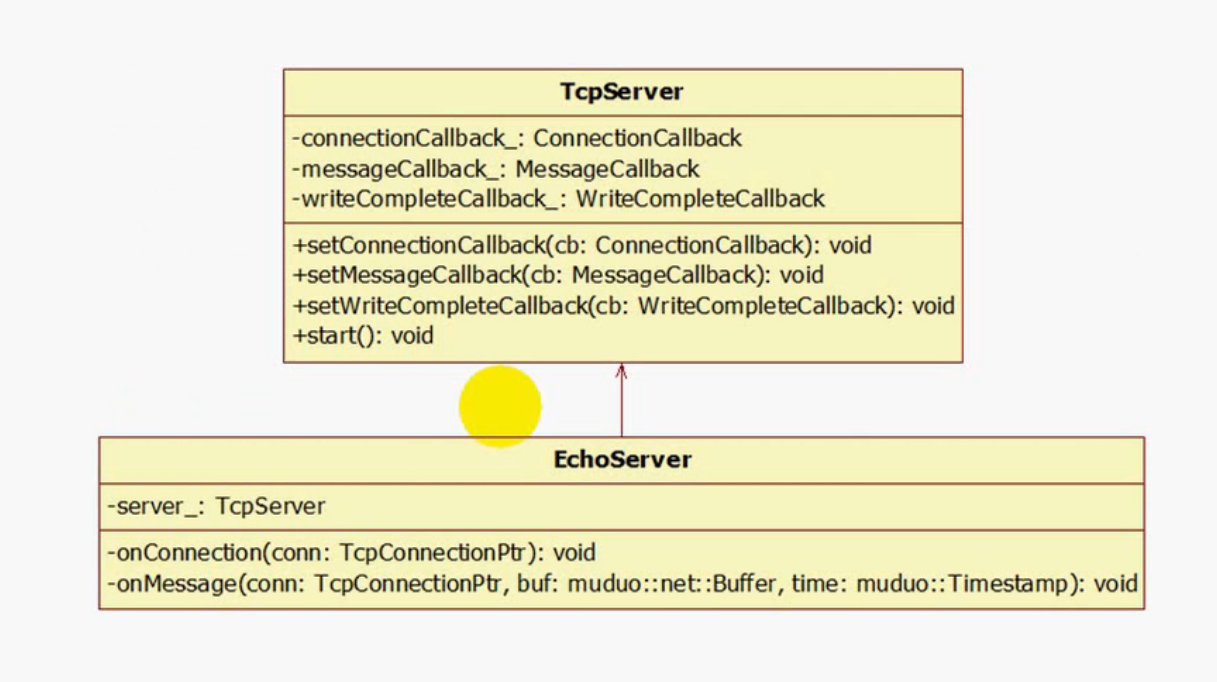 TcpServer
-connectionCallback_: ConnectionCallback
-messageCallback_: MessageCallback
-writeCompleteCallback_: WriteCompleteCallback
+setConnectionCallback(cb: ConnectionCallback): void
+setMessageCallback(cb: MessageCallback): void
+setWriteCompleteCallback(cb: WriteCompleteCallback): void
+start(): void
EchoServer
-server_: TcpServer
-onConnection(conn: TcpConnectionPtr): void
-onMessage(conn: TcpConnectionPtr, buf: muduo::net::Buffer, time: muduo::Timestamp): void